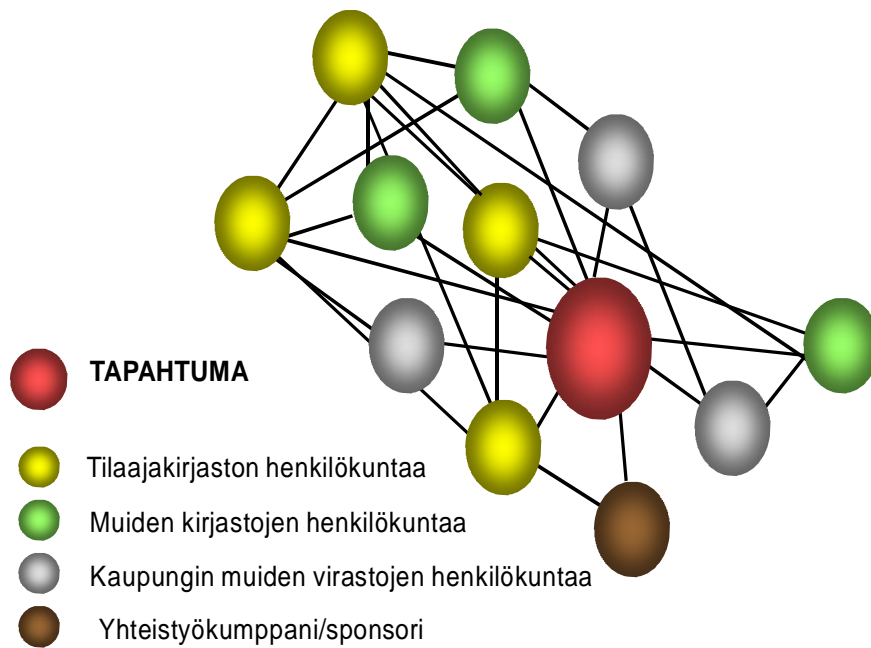 TAPAHTUMA
Tilaajakirjaston henkilökuntaa
Muiden kirjastojen henkilökuntaa
Kaupungin muiden virastojen henkilökuntaa
Yhteistyökumppani/sponsori